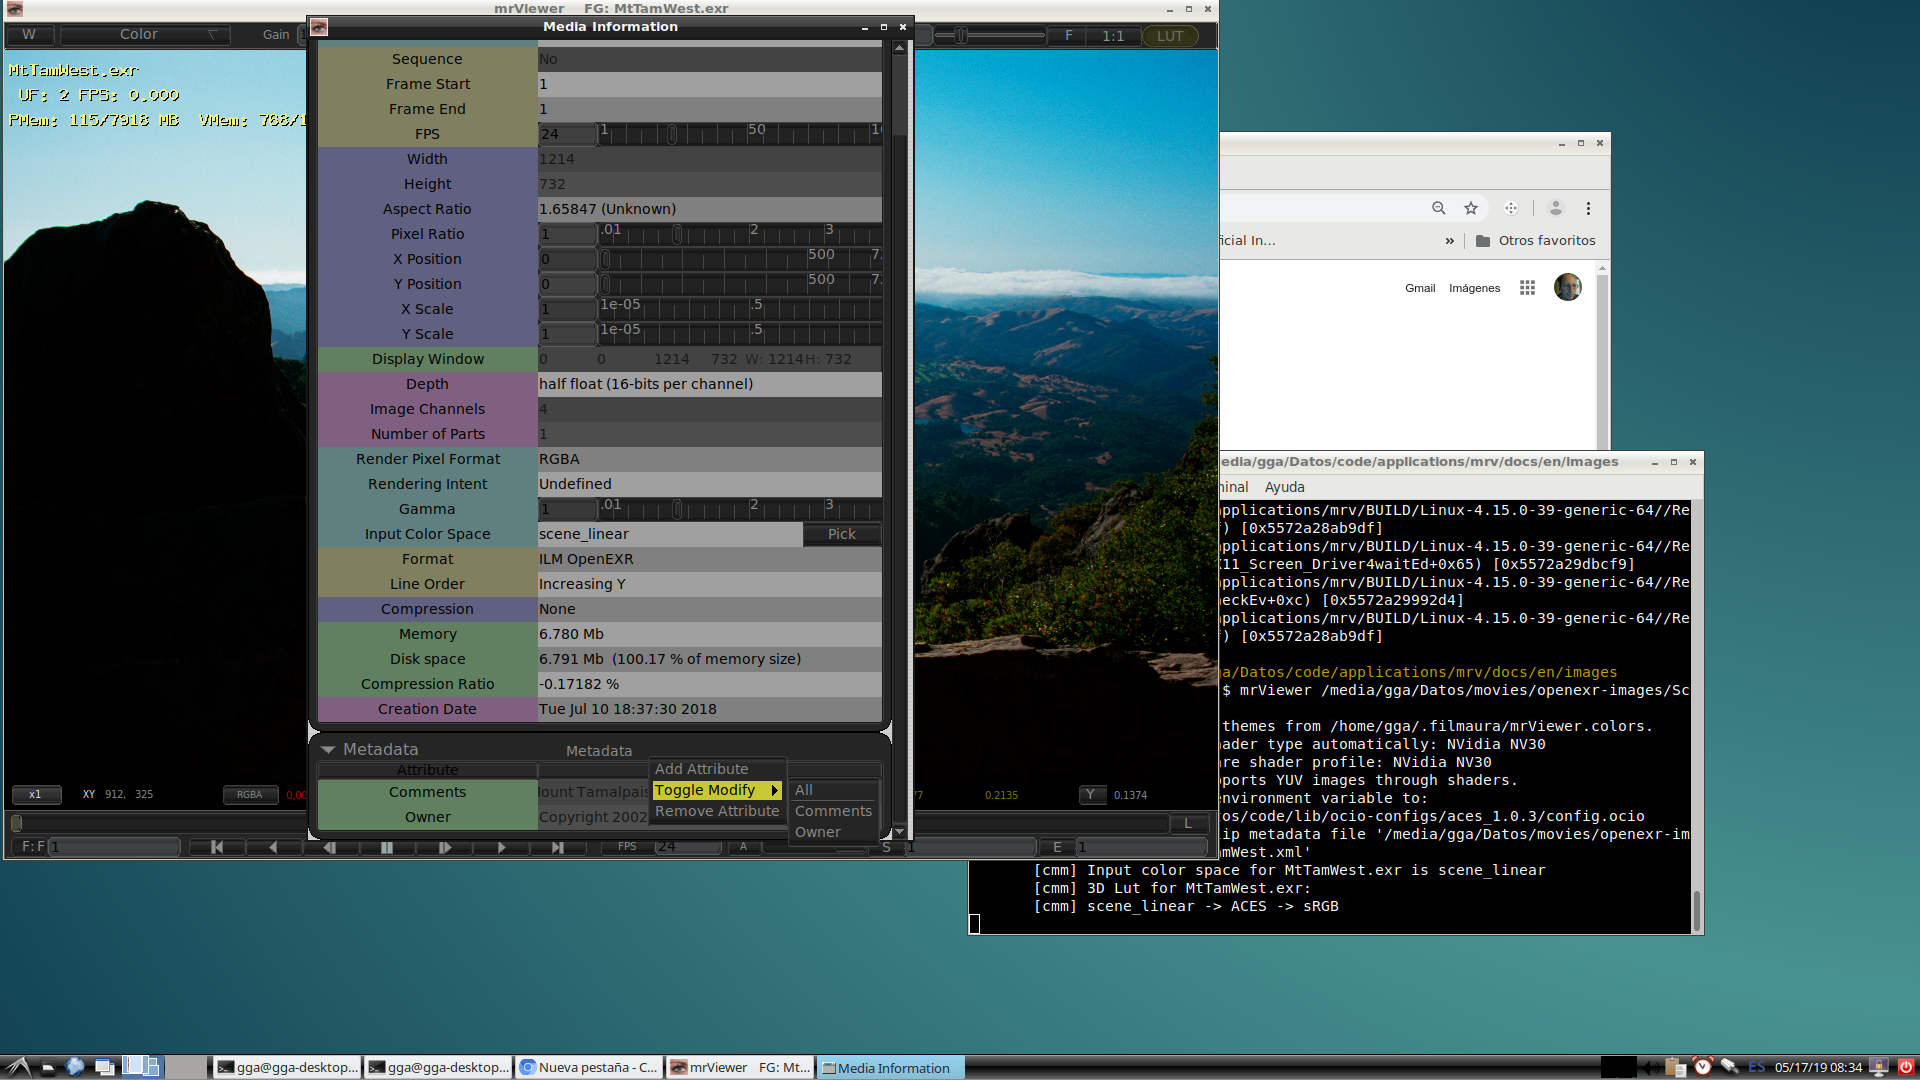 mrViewer FG: MtTamWest.exr
W Color Gain
F 1:1 LUT
MtTamWest.exr
UF: 2 FPS: 0.000
PMem: 115/7918 MB VMem: 768/1
Media Information
Sequence No
Frame Start 1
Frame End 1
FPS 24 1 50 10
Width 1214
Height 732
Aspect Ratio 1.65847 (Unknown)
Pixel Ratio 1 .01 2 3
X Position 0 500 7
Y Position 0 500 7
X Scale 1 1e-05 .5
Y Scale 1 1e-05 .5
Display Window 0 0 1214 732 W: 1214 H: 732
Depth half float (16-bits per channel)
Image Channels 4
Number of Parts 1
Render Pixel Format RGBA
Rendering Intent Undefined
Gamma 1 .01 2 3
Input Color Space scene_linear Pick
Format ILM OpenEXR
Line Order Increasing Y
Compression None
Memory 6.780 Mb
Disk space 6.791 Mb (100.17 % of memory size)
Compression Ratio -0.17182 %
Creation Date Tue Jul 10 18:37:30 2018
Metadata Metadata
Attribute
Comments ount Tamalpais
Owner Copyright 2002
Add Attribute
Toggle Modify
Remove Attribute
All
Comments
Owner
x1 XY 912, 325 RGBA 0.00 77 0.2135 Y 0.1374
L
F: F 1 FPS 24 A S 1 E 1
icial In... » Otros favoritos
Gmail Imágenes
edia/gga/Datos/code/applications/mrv/docs/en/images
minal Ayuda
applications/mrv/BUILD/Linux-4.15.0-39-generic-64//Re
) [0x5572a28ab9df]
applications/mrv/BUILD/Linux-4.15.0-39-generic-64//Re
11_Screen_Driver4waitEd+0x65) [0x5572a29dbcf9]
applications/mrv/BUILD/Linux-4.15.0-39-generic-64//Re
eckEv+0xc) [0x5572a29992d4]
applications/mrv/BUILD/Linux-4.15.0-39-generic-64//Re
) [0x5572a28ab9df]
ga/Datos/code/applications/mrv/docs/en/images
$ mrViewer /media/gga/Datos/movies/openexr-images/Sc
themes from /home/gga/.filmaura/mrViewer.colors.
ader type automatically: NVidia NV30
are shader profile: NVidia NV30
ports YUV images through shaders.
environment variable to:
tos/code/lib/ocio-configs/aces_1.0.3/config.ocio
ip metadata file '/media/gga/Datos/movies/openexr-im
mWest.xml'
[cmm] Input color space for MtTamWest.exr is scene_linear
[cmm] 3D Lut for MtTamWest.exr:
[cmm] scene_linear -> ACES -> sRGB
gga@gga-desktop... gga@gga-desktop... Nueva pestaña - C... mrViewer FG: Mt... Media Information ES 05/17/19 08:34